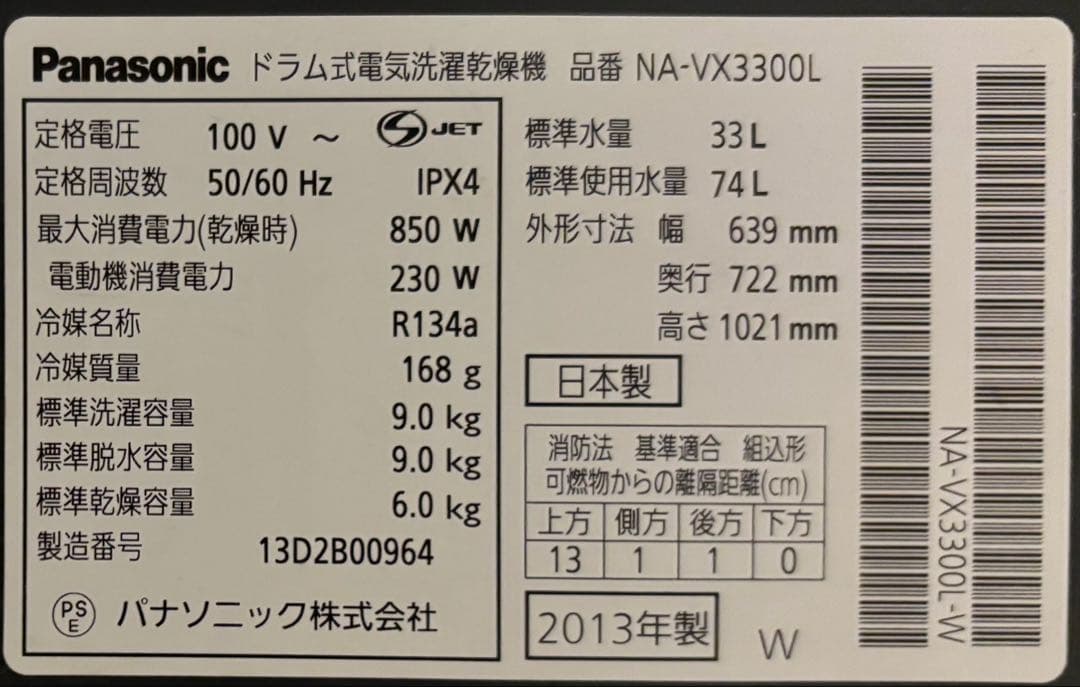 Panasonic ドラム式電気洗濯乾燥機 品番 NA-VX3300L
定格電圧 100 V ～ S JET
定格周波数 50/60 Hz IPX4
最大消費電力(乾燥時) 850 W
電動機消費電力 230 W
冷媒名称 R134a
冷媒質量 168 g
標準洗濯容量 9.0 kg
標準脱水容量 9.0 kg
標準乾燥容量 6.0 kg
製造番号 13D2B00964
PSE パナソニック株式会社
標準水量 33 L
標準使用水量 74 L
外形寸法 幅 639 mm
奥行 722 mm
高さ 1021 mm
日本製
消防法 基準適合 組込形
可燃物からの離隔距離(cm)
上方 側方 後方 下方
13 1 1 0
2013年製
W
NA-VX3300L-W